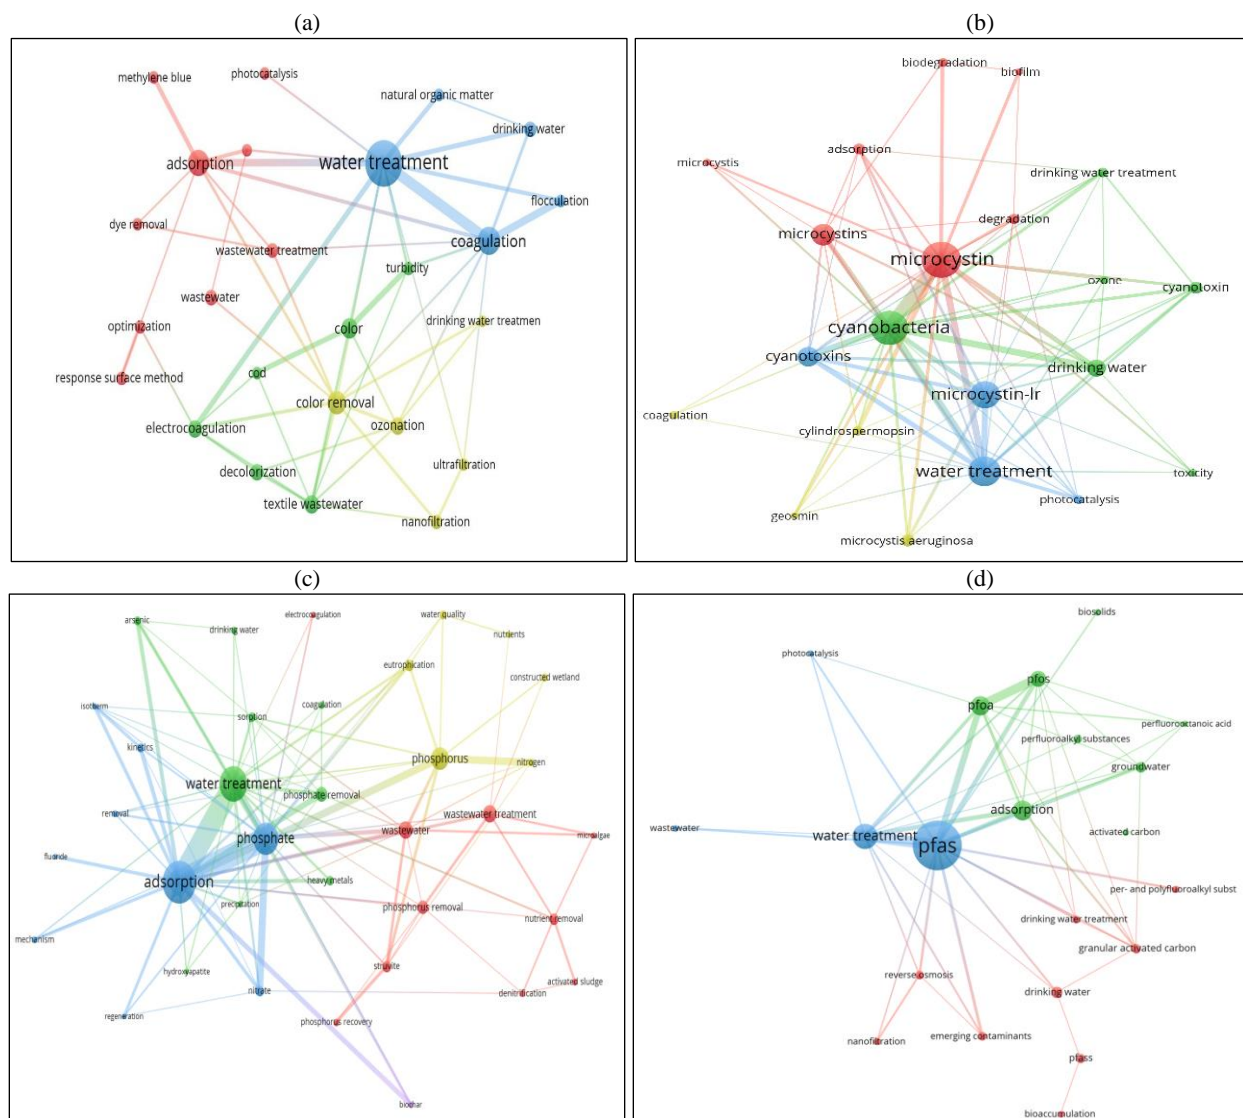 (a)
methylene blue
photocatalysis
natural organic matter
drinking water
adsorption
water treatment
flocculation
dye removal
coagulation
wastewater treatment
turbidity
wastewater
drinking water treatmen
optimization
color
response surface method
cod
color removal
electrocoagulation
ozonation
decolorization
ultrafiltration
textile wastewater
nanofiltration
(b)
biodegradation
biofilm
adsorption
microcystis
drinking water treatment
degradation
microcystins
microcystin
ozone
cyanotoxin
cyanobacteria
cyanotoxins
drinking water
microcystin-lr
coagulation
cylindrospermopsin
water treatment
toxicity
photocatalysis
geosmin
microcystis aeruginosa
(c)
arsenic
electrocoagulation
water quality
drinking water
nutrients
eutrophication
constructed wetland
isotherm
sorption
coagulation
kinetics
phosphorus
nitrogen
water treatment
phosphate removal
removal
phosphate
wastewater
wastewater treatment
microalgae
fluoride
adsorption
heavy metals
precipitation
phosphorus removal
nutrient removal
mechanism
hydroxyapatite
struvite
activated sludge
nitrate
denitrification
regeneration
phosphorus recovery
biochar
(d)
biosolids
photocatalysis
pfos
pfoa
perfluorooctanoic acid
perfluoroalkyl substances
groundwater
adsorption
wastewater
water treatment
pfas
activated carbon
per- and polyfluoroalkyl subst
drinking water treatment
granular activated carbon
reverse osmosis
drinking water
nanofiltration
emerging contaminants
pfass
bioaccumulation